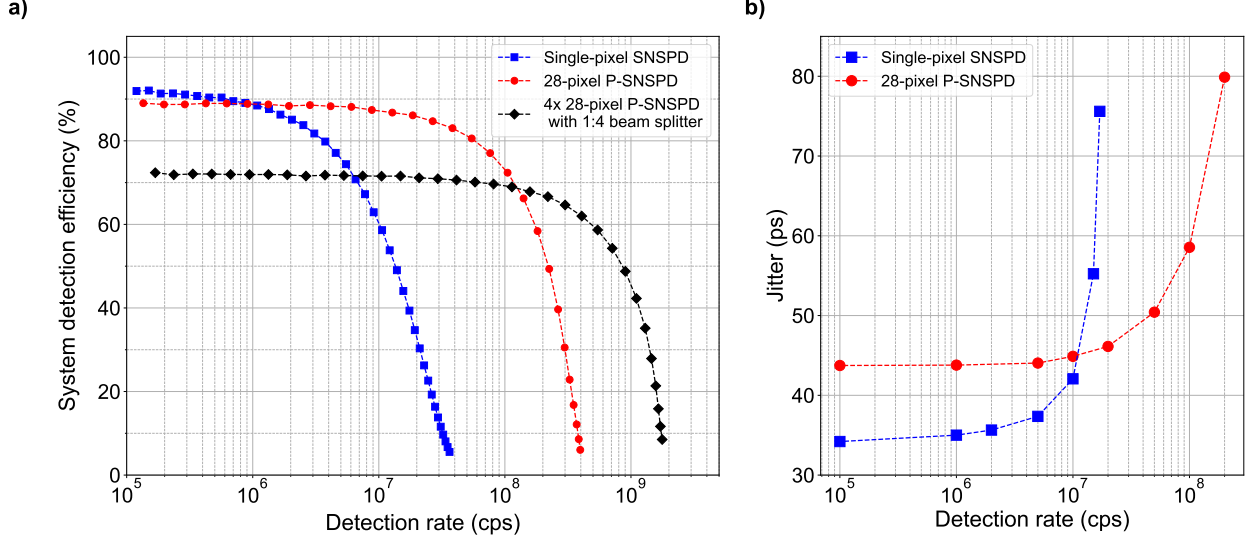 a)
System detection efficiency (%)
100
80
60
40
20
0
Single-pixel SNSPD
28-pixel P-SNSPD
4x 28-pixel P-SNSPD
with 1:4 beam splitter
10^5 10^6 10^7 10^8 10^9
Detection rate (cps)
b)
Jitter (ps)
80
70
60
50
40
30
Single-pixel SNSPD
28-pixel P-SNSPD
10^5 10^6 10^7 10^8
Detection rate (cps)